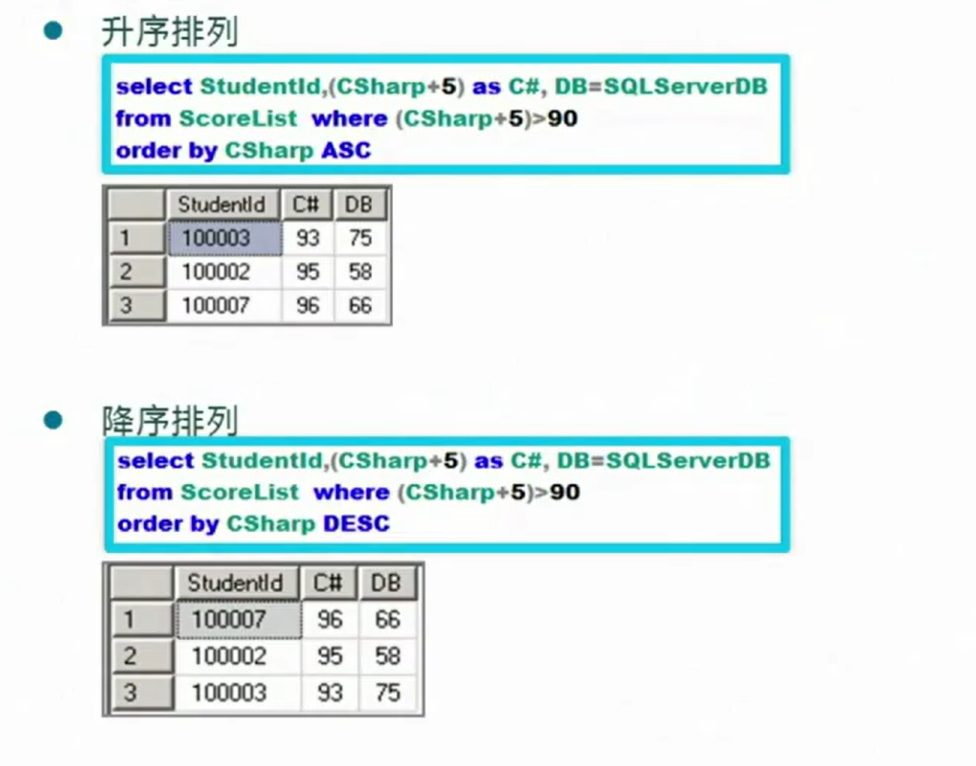 升序排列
select StudentId,(CSharp+5) as C#, DB=SQLServerDB
from ScoreList where (CSharp+5)>90
order by CSharp ASC
StudentId C# DB
1 100003 93 75
2 100002 95 58
3 100007 96 66
降序排列
select StudentId,(CSharp+5) as C#, DB=SQLServerDB
from ScoreList where (CSharp+5)>90
order by CSharp DESC
StudentId C# DB
1 100007 96 66
2 100002 95 58
3 100003 93 75